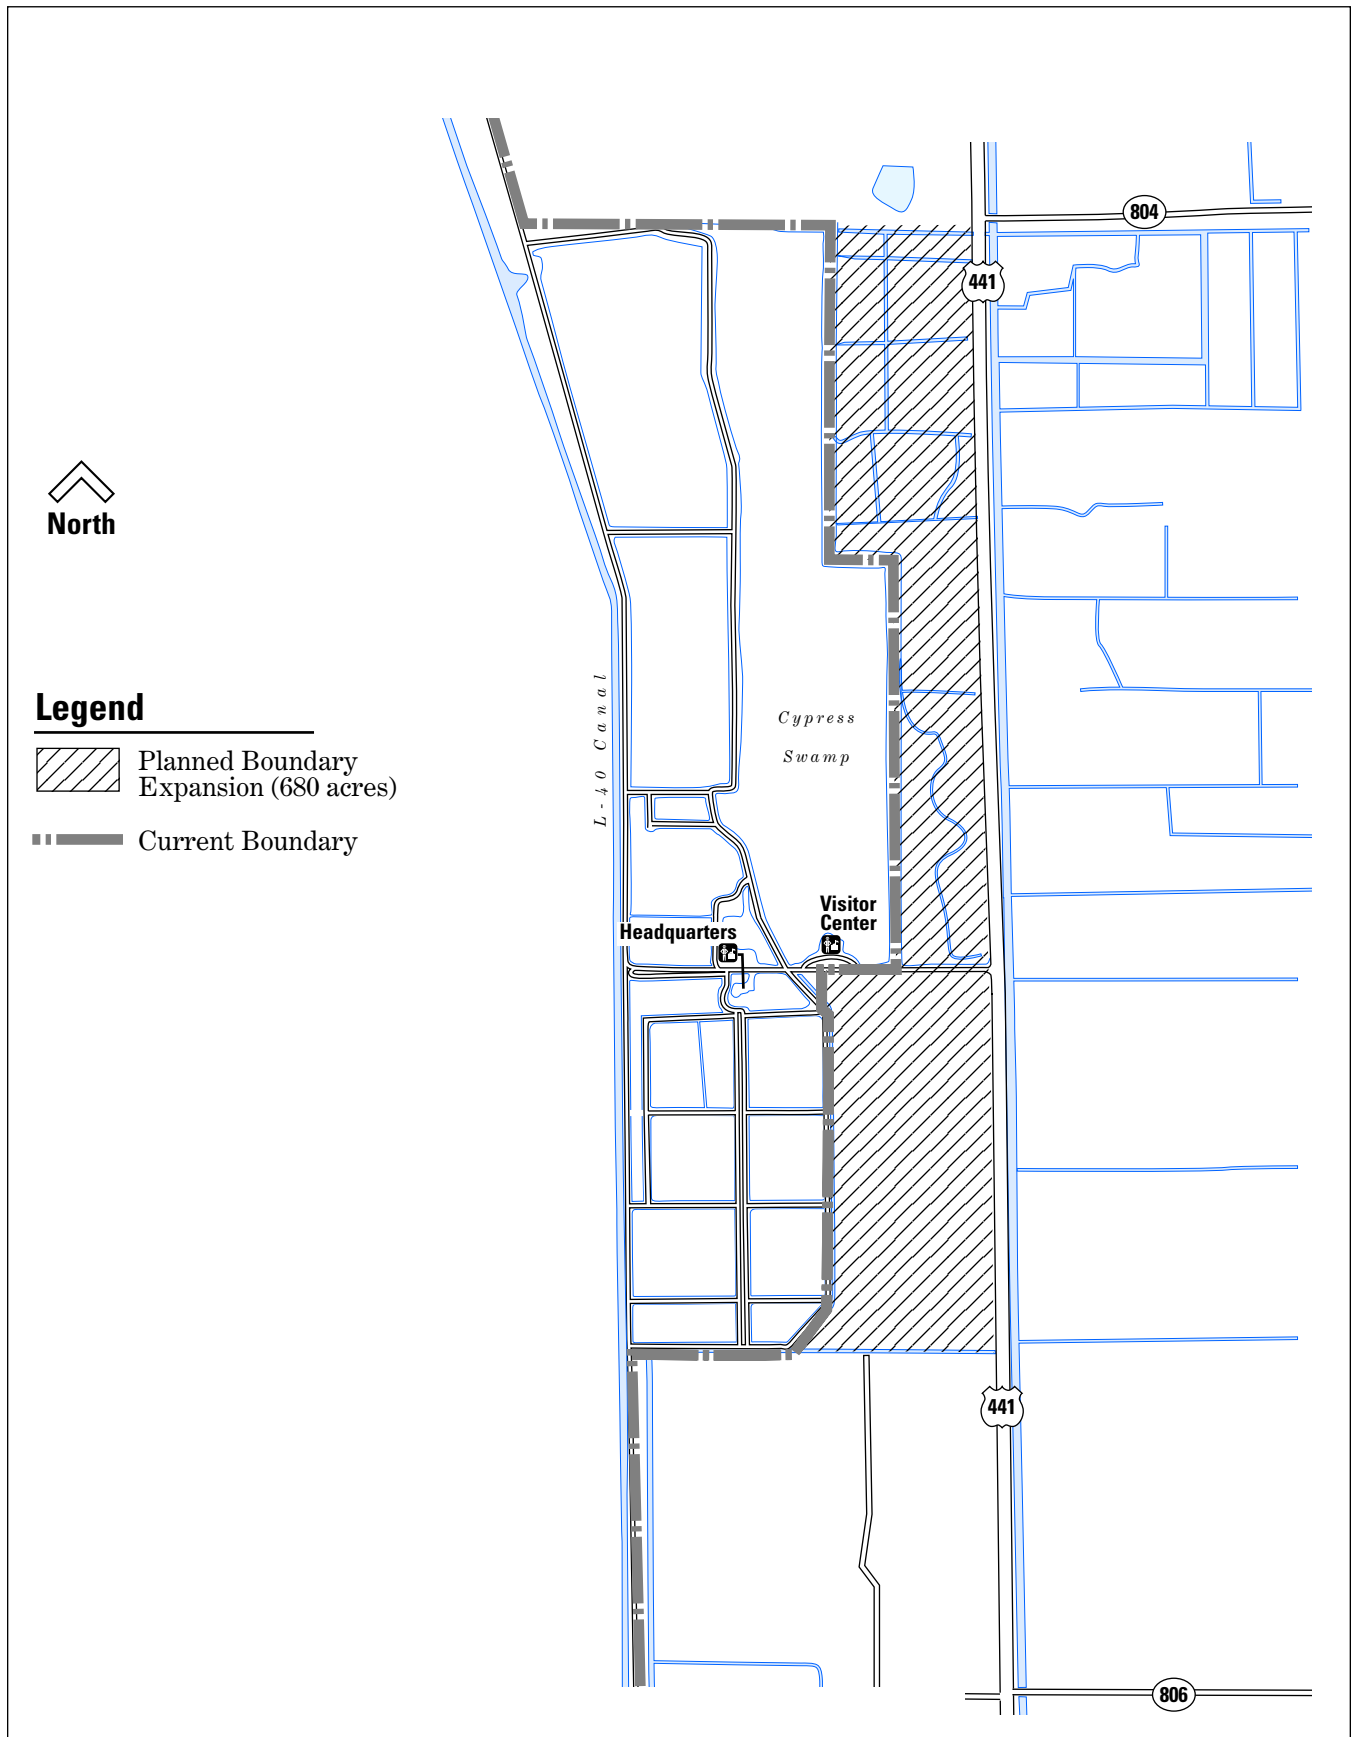 804
441
North
Legend
Planned Boundary
Expansion (680 acres)
Current Boundary
L-40 Canal
Cypress
Swamp
Visitor
Center
Headquarters
441
806